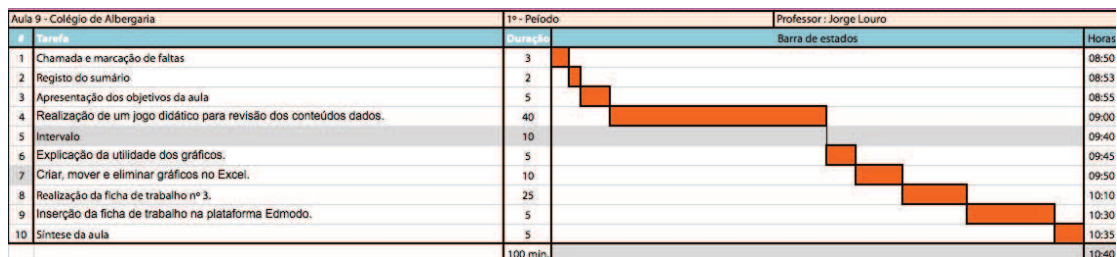 Aula 9 - Colégio de Albergaria 1º - Peíodo Professor : Jorge Louro
# Tarefa Duração Barra de estados Horas
1 Chamada e marcação de faltas 3 08:50
2 Registo do sumário 2 08:53
3 Apresentação dos objetivos da aula 5 08:55
4 Realização de um jogo didático para revisão dos conteúdos dados. 40 09:00
5 Intervalo 10 09:40
6 Explicação da utilidade dos gráficos. 5 09:45
7 Criar, mover e eliminar gráficos no Excel. 10 09:50
8 Realização da ficha de trabalho nº 3. 25 10:10
9 Inserção da ficha de trabalho na plataforma Edmodo. 5 10:30
10 Síntese da aula 5 10:35
100 min. 10:40